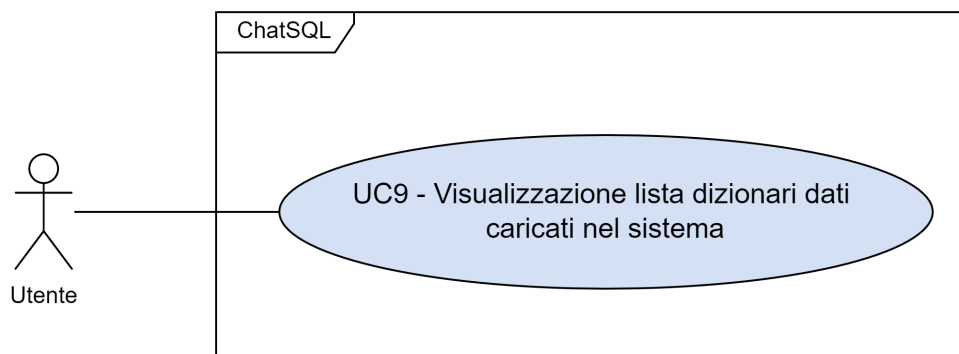 ChatSQL
UC9 - Visualizzazione lista dizionari dati
caricati nel sistema
Utente